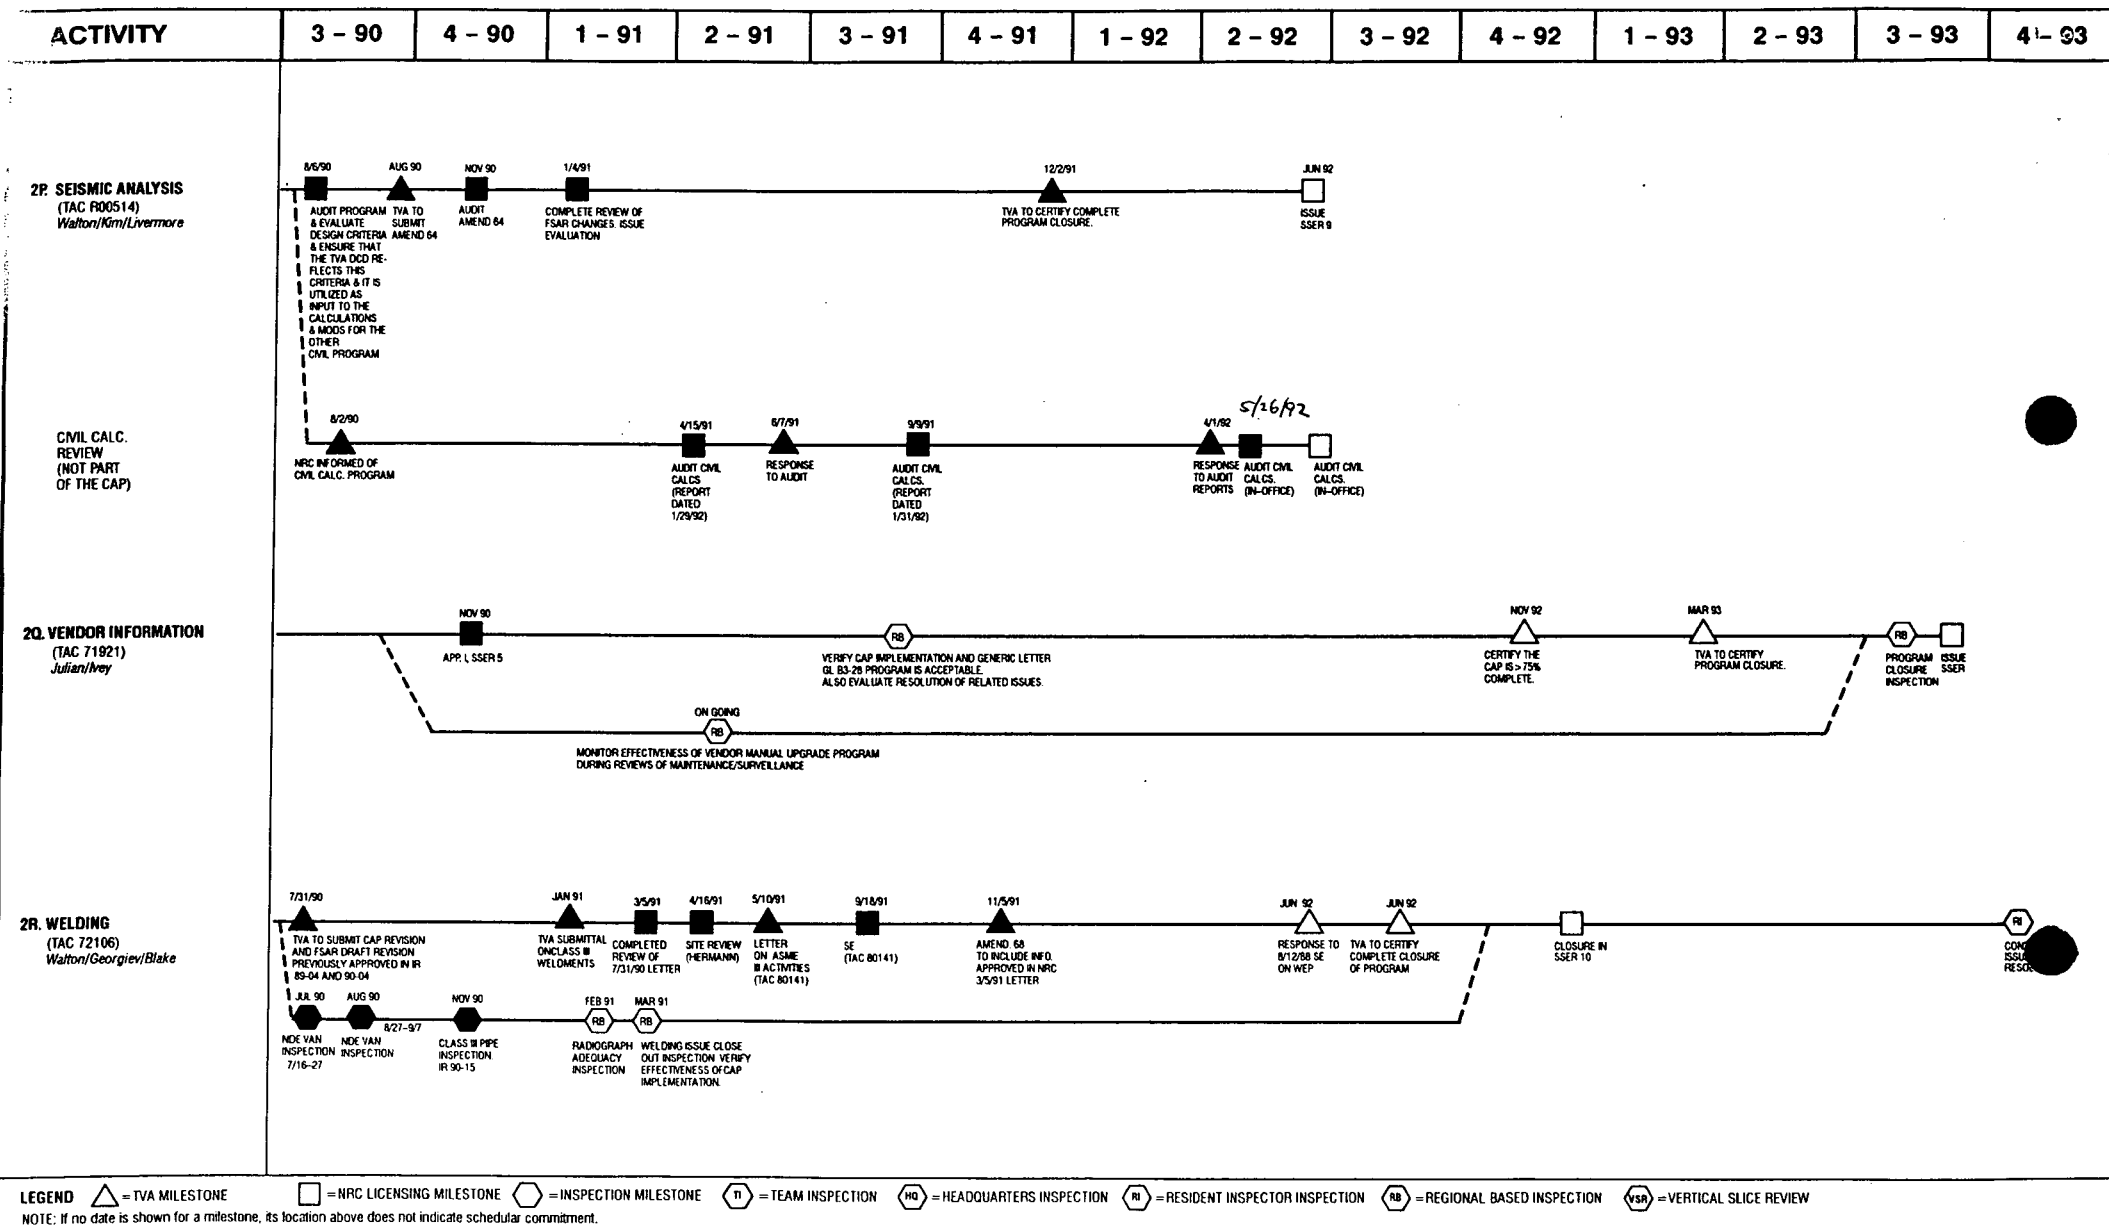 ACTIVITY 3 – 90 4 – 90 1 – 91 2 – 91 3 – 91 4 – 91 1 – 92 2 – 92 3 – 92 4 – 92 1 – 93 2 – 93 3 – 93 4 – 93
2P. SEISMIC ANALYSIS
(TAC R00514)
Walton/Kim/Livermore
8/6/90
AUDIT PROGRAM
& EVALUATE
DESIGN CRITERIA
& ENSURE THAT
THE TVA DCD RE-
FLECTS THIS
CRITERIA & IT IS
UTILIZED AS
INPUT TO THE
CALCULATIONS
& MODS FOR THE
OTHER
CIVIL PROGRAM
AUG 90
TVA TO
SUBMIT
AMEND 64
NOV 90
AUDIT
AMEND 64
1/4/91
COMPLETE REVIEW OF
FSAR CHANGES. ISSUE
EVALUATION
12/2/91
TVA TO CERTIFY COMPLETE
PROGRAM CLOSURE.
JUN 92
ISSUE
SSER 9
CIVIL CALC.
REVIEW
(NOT PART
OF THE CAP)
8/2/90
NRC INFORMED OF
CIVIL CALC. PROGRAM
4/15/91
AUDIT CIVIL
CALCS
(REPORT
DATED
1/29/92)
6/7/91
RESPONSE
TO AUDIT
9/9/91
AUDIT CIVIL
CALCS.
(REPORT
DATED
1/31/92)
4/1/92
RESPONSE
TO AUDIT
REPORTS
5/26/92
AUDIT CIVIL
CALCS.
(IN–OFFICE)
AUDIT CIVIL
CALCS.
(IN–OFFICE)
2Q. VENDOR INFORMATION
(TAC 71921)
Julian/Ivey
NOV 90
APP. I, SSER 5
RB
VERIFY CAP IMPLEMENTATION AND GENERIC LETTER
GL 83-28 PROGRAM IS ACCEPTABLE.
ALSO EVALUATE RESOLUTION OF RELATED ISSUES.
NOV 92
CERTIFY THE
CAP IS > 75%
COMPLETE.
MAR 93
TVA TO CERTIFY
PROGRAM CLOSURE.
RB
PROGRAM
CLOSURE
INSPECTION
ISSUE
SSER
ON GOING
RB
MONITOR EFFECTIVENESS OF VENDOR MANUAL UPGRADE PROGRAM
DURING REVIEWS OF MAINTENANCE/SURVEILLANCE
2R. WELDING
(TAC 72106)
Walton/Georgiev/Blake
7/31/90
TVA TO SUBMIT CAP REVISION
AND FSAR DRAFT REVISION
PREVIOUSLY APPROVED IN IR
89-04 AND 90-04
JAN 91
TVA SUBMITTAL
ONCLASS III
WELDMENTS
3/5/91
COMPLETED
REVIEW OF
7/31/90 LETTER
4/16/91
SITE REVIEW
(HERMANN)
5/10/91
LETTER
ON ASME
III ACTIVITIES
(TAC 80141)
9/18/91
SE
(TAC 80141)
11/5/91
AMEND. 68
TO INCLUDE INFO.
APPROVED IN NRC
3/5/91 LETTER
JUN 92
RESPONSE TO
8/12/88 SE
ON WEP
JUN 92
TVA TO CERTIFY
COMPLETE CLOSURE
OF PROGRAM
CLOSURE IN
SSER 10
RI
JUL 90
NDE VAN
INSPECTION
7/16–27
AUG 90
8/27–9/7
NDE VAN
INSPECTION
NOV 90
CLASS III PIPE
INSPECTION.
IR 90-15
FEB 91
RB
RADIOGRAPH
ADEQUACY
INSPECTION
MAR 91
RB
WELDING ISSUE CLOSE
OUT INSPECTION VERIFY
EFFECTIVENESS OF CAP
IMPLEMENTATION.
LEGEND = TVA MILESTONE = NRC LICENSING MILESTONE = INSPECTION MILESTONE TI = TEAM INSPECTION HQ = HEADQUARTERS INSPECTION RI = RESIDENT INSPECTOR INSPECTION RB = REGIONAL BASED INSPECTION VSR = VERTICAL SLICE REVIEW
NOTE: If no date is shown for a milestone, its location above does not indicate schedular commitment.